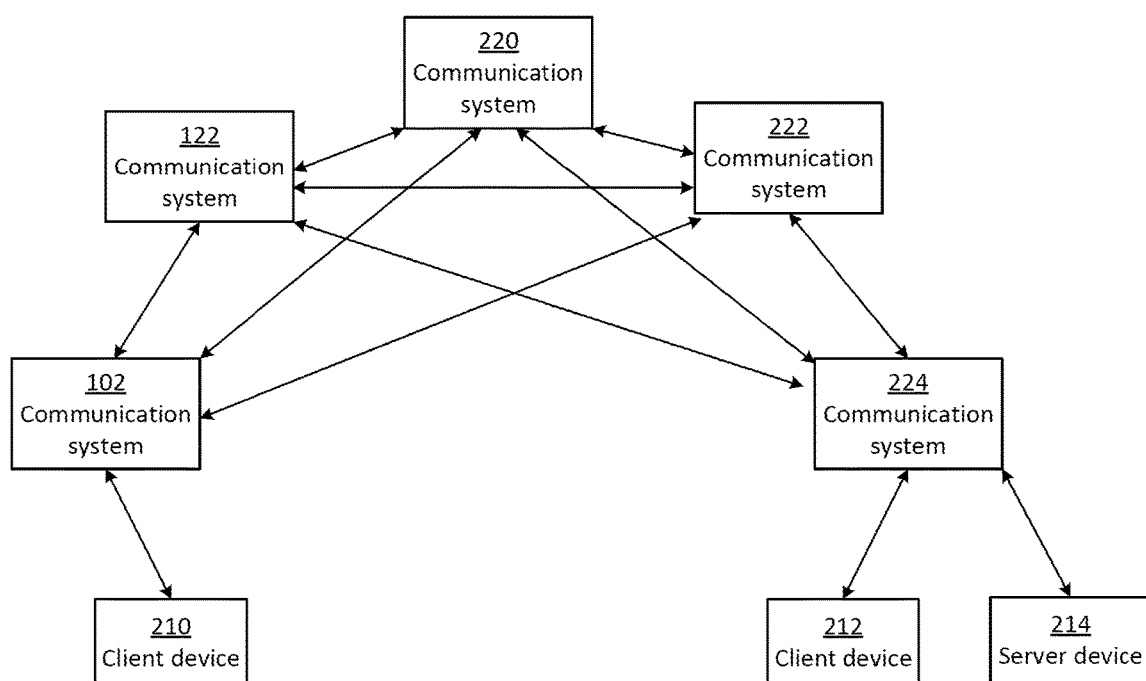 220
Communication
system
122
Communication
system
222
Communication
system
102
Communication
system
224
Communication
system
210
Client device
212
Client device
214
Server device